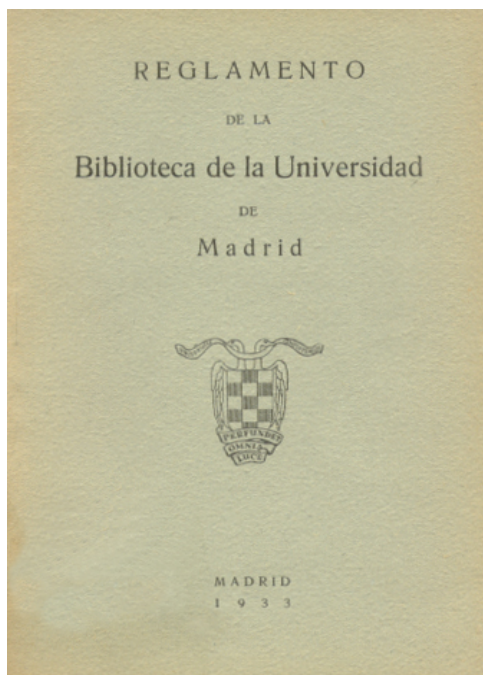 REGLAMENTO
DE LA
Biblioteca de la Universidad
DE
Madrid
PERFUNDET
OMNIA
LUCE
MADRID
1933